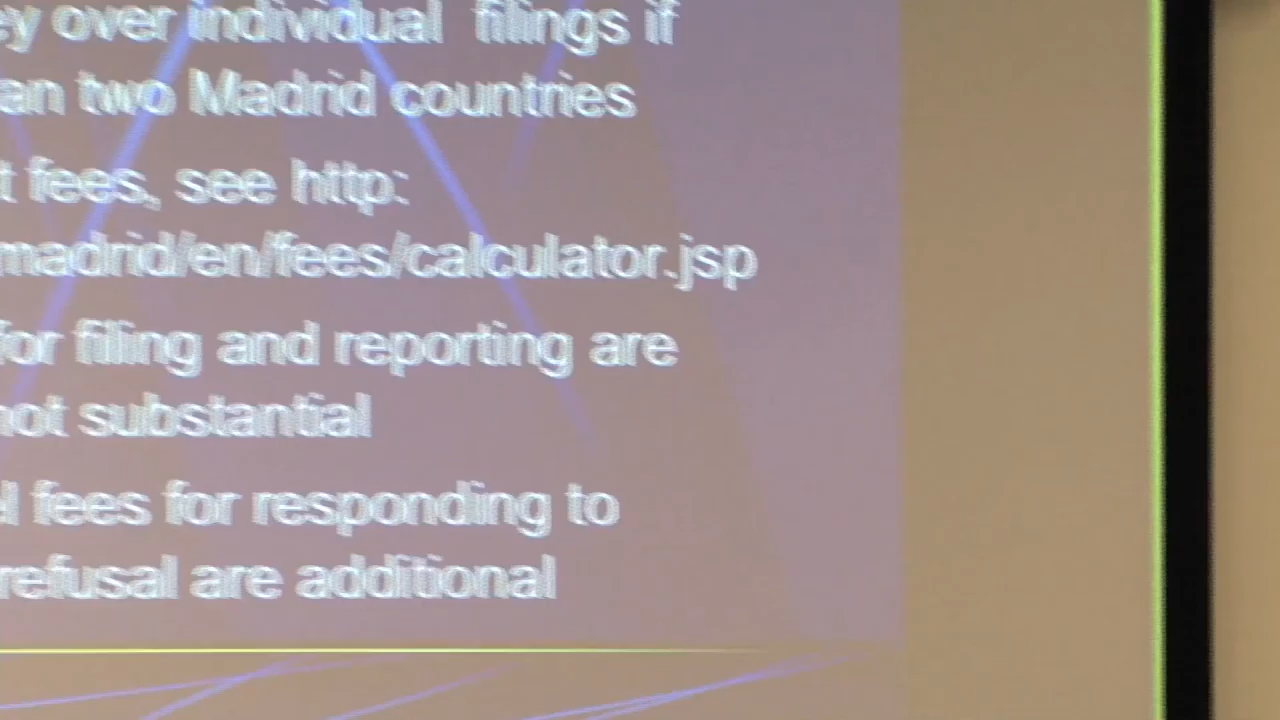 ey over individual filings if
an two Madrid countries
t fees, see http:
madrid/en/fees/calculator.jsp
for filing and reporting are
not substantial
l fees for responding to
refusal are additional